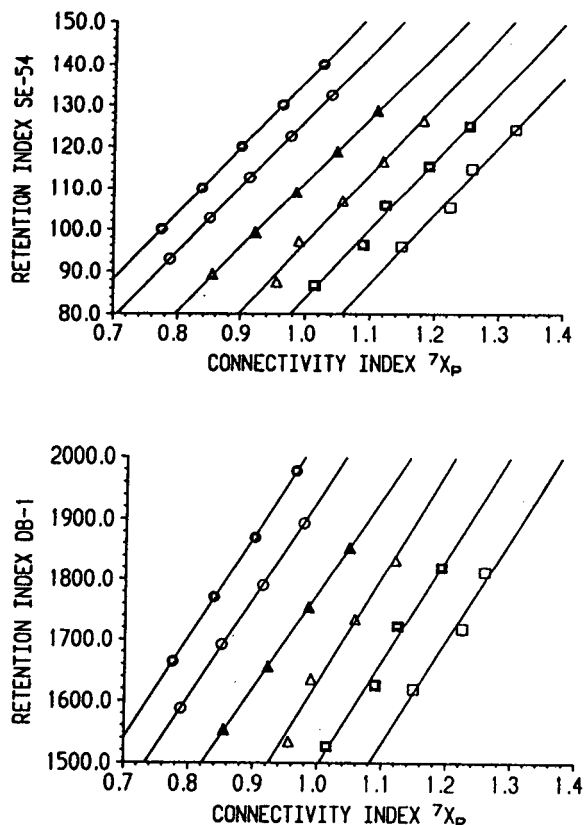 RETENTION INDEX SE-54
150.0
140.0
130.0
120.0
110.0
100.0
90.0
80.0
0.7 0.8 0.9 1.0 1.1 1.2 1.3 1.4
CONNECTIVITY INDEX ⁷Xₚ
RETENTION INDEX DB-1
2000.0
1900.0
1800.0
1700.0
1600.0
1500.0
0.7 0.8 0.9 1.0 1.1 1.2 1.3 1.4
CONNECTIVITY INDEX ⁷Xₚ